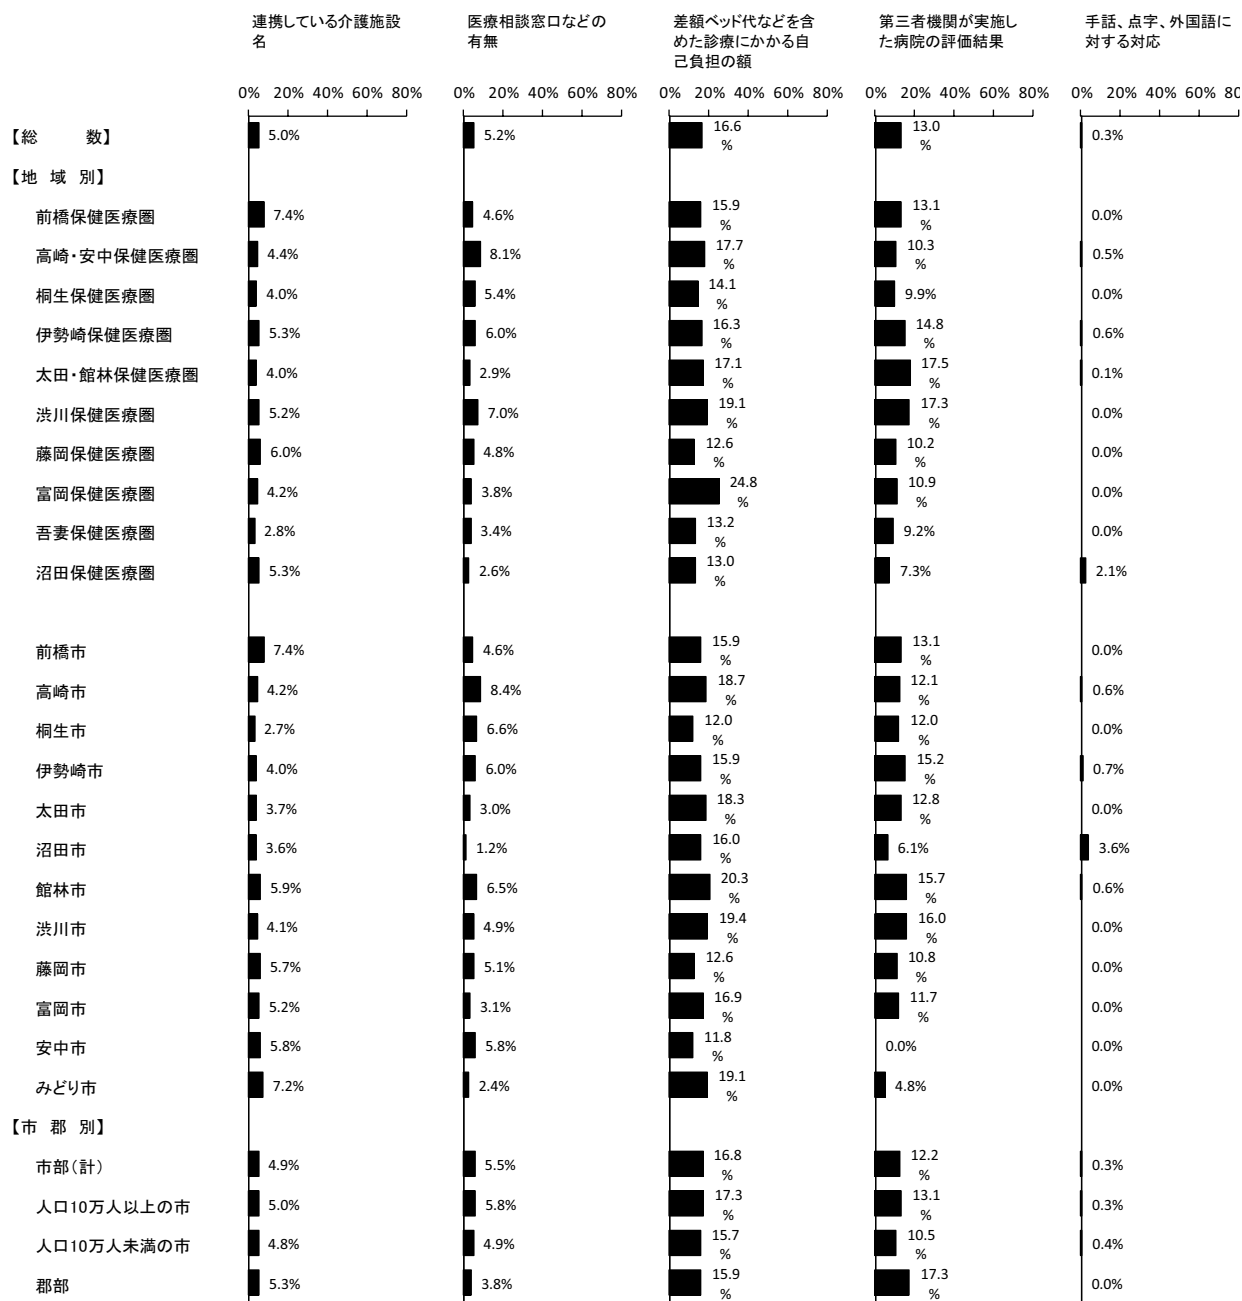 連携している介護施設
名
医療相談窓口などの
有無
差額ベッド代などを含
めた診療にかかる自
己負担の額
第三者機関が実施し
た病院の評価結果
手話、点字、外国語に
対する対応
0% 20% 40% 60% 80% 0% 20% 40% 60% 80% 0% 20% 40% 60% 80% 0% 20% 40% 60% 80% 0% 20% 40% 60% 80
【総 数】 5.0% 5.2% 16.6% 13.0% 0.3%
【地 域 別】
前橋保健医療圏 7.4% 4.6% 15.9% 13.1% 0.0%
高崎・安中保健医療圏 4.4% 8.1% 17.7% 10.3% 0.5%
桐生保健医療圏 4.0% 5.4% 14.1% 9.9% 0.0%
伊勢崎保健医療圏 5.3% 6.0% 16.3% 14.8% 0.6%
太田・館林保健医療圏 4.0% 2.9% 17.1% 17.5% 0.1%
渋川保健医療圏 5.2% 7.0% 19.1% 17.3% 0.0%
藤岡保健医療圏 6.0% 4.8% 12.6% 10.2% 0.0%
富岡保健医療圏 4.2% 3.8% 24.8% 10.9% 0.0%
吾妻保健医療圏 2.8% 3.4% 13.2% 9.2% 0.0%
沼田保健医療圏 5.3% 2.6% 13.0% 7.3% 2.1%
前橋市 7.4% 4.6% 15.9% 13.1% 0.0%
高崎市 4.2% 8.4% 18.7% 12.1% 0.6%
桐生市 2.7% 6.6% 12.0% 12.0% 0.0%
伊勢崎市 4.0% 6.0% 15.9% 15.2% 0.7%
太田市 3.7% 3.0% 18.3% 12.8% 0.0%
沼田市 3.6% 1.2% 16.0% 6.1% 3.6%
館林市 5.9% 6.5% 20.3% 15.7% 0.6%
渋川市 4.1% 4.9% 19.4% 16.0% 0.0%
藤岡市 5.7% 5.1% 12.6% 10.8% 0.0%
富岡市 5.2% 3.1% 16.9% 11.7% 0.0%
安中市 5.8% 5.8% 11.8% 0.0% 0.0%
みどり市 7.2% 2.4% 19.1% 4.8% 0.0%
【市 郡 別】
市部（計） 4.9% 5.5% 16.8% 12.2% 0.3%
人口10万人以上の市 5.0% 5.8% 17.3% 13.1% 0.3%
人口10万人未満の市 4.8% 4.9% 15.7% 10.5% 0.4%
郡部 5.3% 3.8% 15.9% 17.3% 0.0%